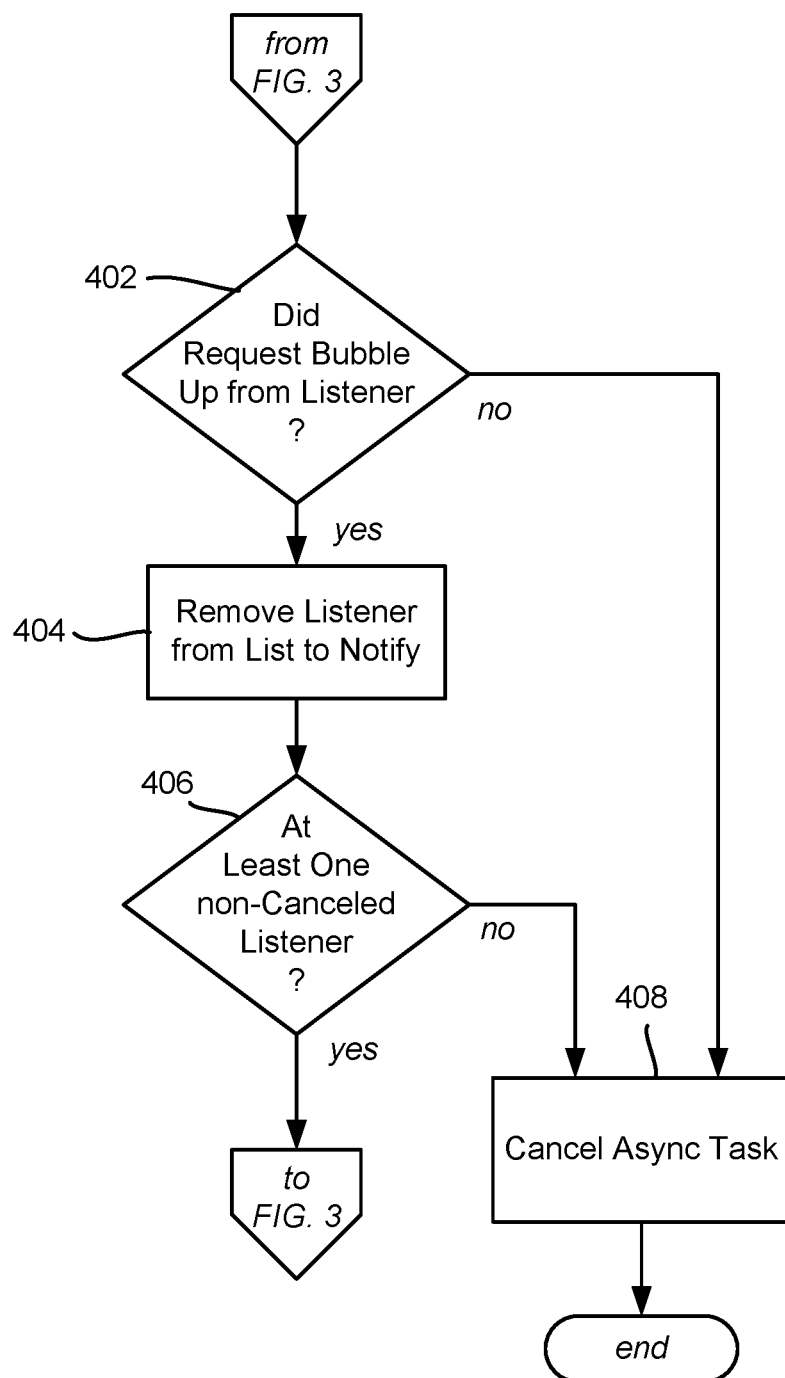 from
FIG. 3
402
Did
Request Bubble
Up from Listener
?
no
yes
404
Remove Listener
from List to Notify
406
At
Least One
non-Canceled
Listener
?
no
yes
408
Cancel Async Task
to
FIG. 3
end